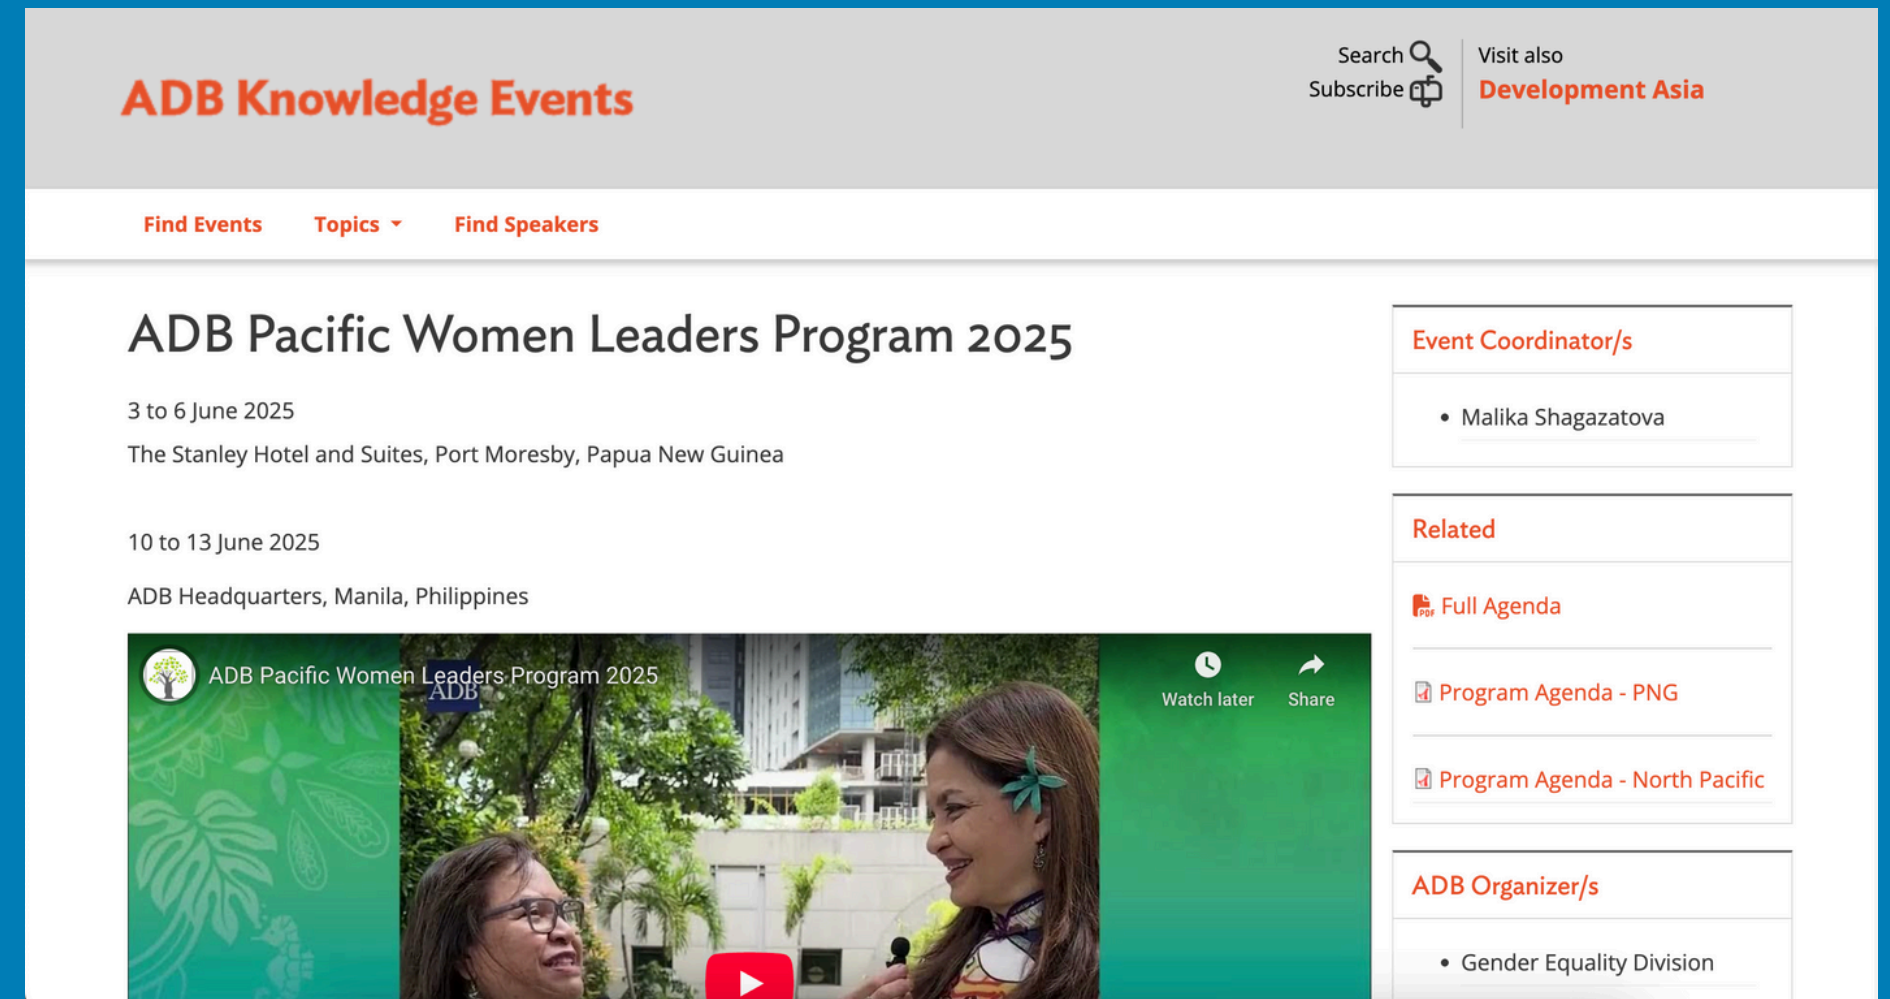 ADB Knowledge Events
Search
Subscribe
Visit also
Development Asia
Find Events
Topics
Find Speakers
ADB Pacific Women Leaders Program 2025
3 to 6 June 2025
The Stanley Hotel and Suites, Port Moresby, Papua New Guinea
10 to 13 June 2025
ADB Headquarters, Manila, Philippines
ADB Pacific Women Leaders Program 2025
ADB
Watch later
Share
Event Coordinator/s
• Malika Shagazatova
Related
PDF Full Agenda
Program Agenda - PNG
Program Agenda - North Pacific
ADB Organizer/s
• Gender Equality Division